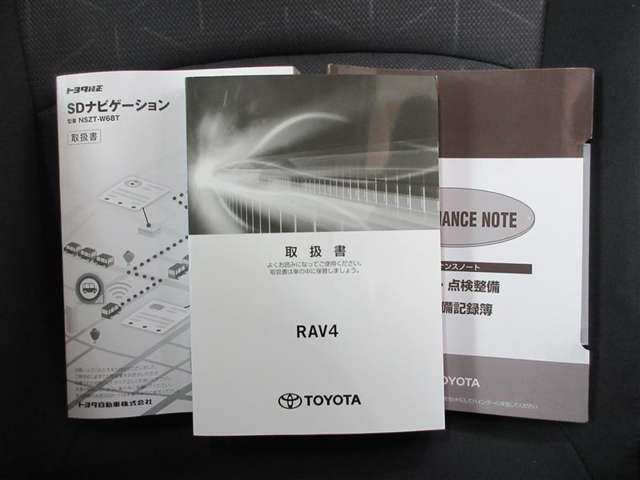 トヨタ純正
SDナビゲーション
型番 NSZT-W68T
取扱書
トヨタ自動車株式会社
取扱書
よくお読みになってご使用ください。
取扱書は車の中に保管しましょう。
RAV4
TOYOTA
NANCE NOTE
ナンスノート
・点検整備
備記録簿
TOYOTA